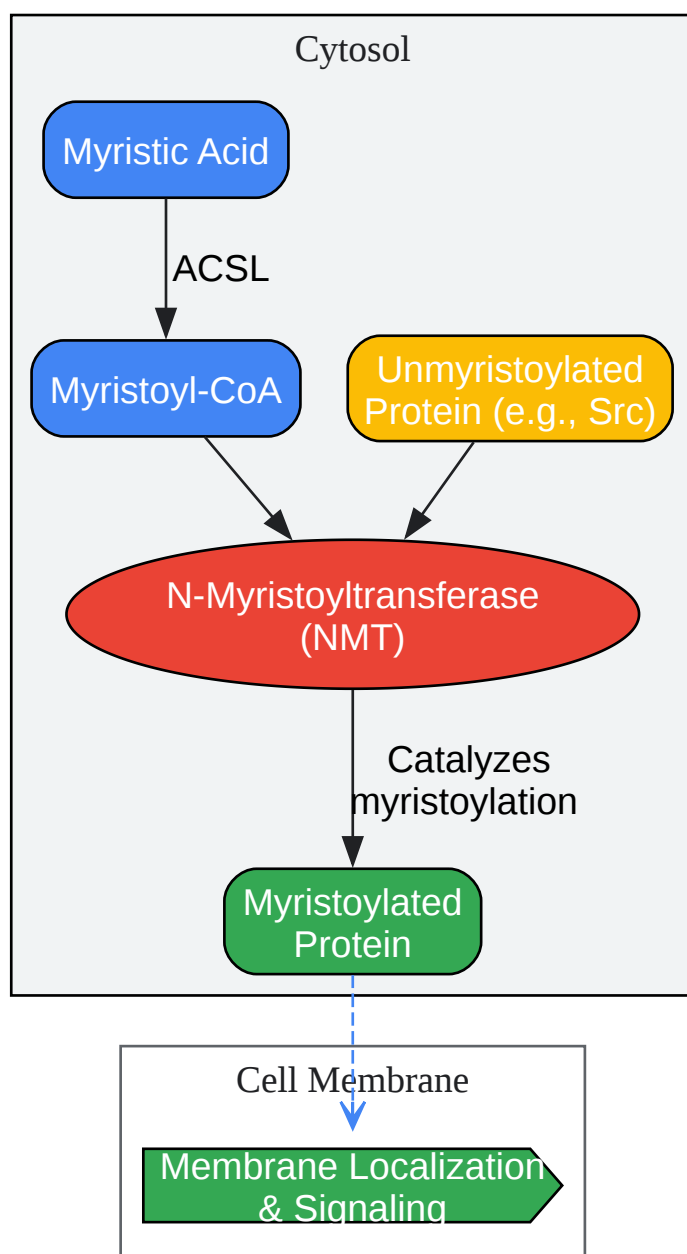 Cytosol
Myristic Acid
ACSL
Myristoyl-CoA
Unmyristoylated
Protein (e.g., Src)
N-Myristoyltransferase
(NMT)
Catalyzes
myristoylation
Myristoylated
Protein
Cell Membrane
Membrane Localization
& Signaling